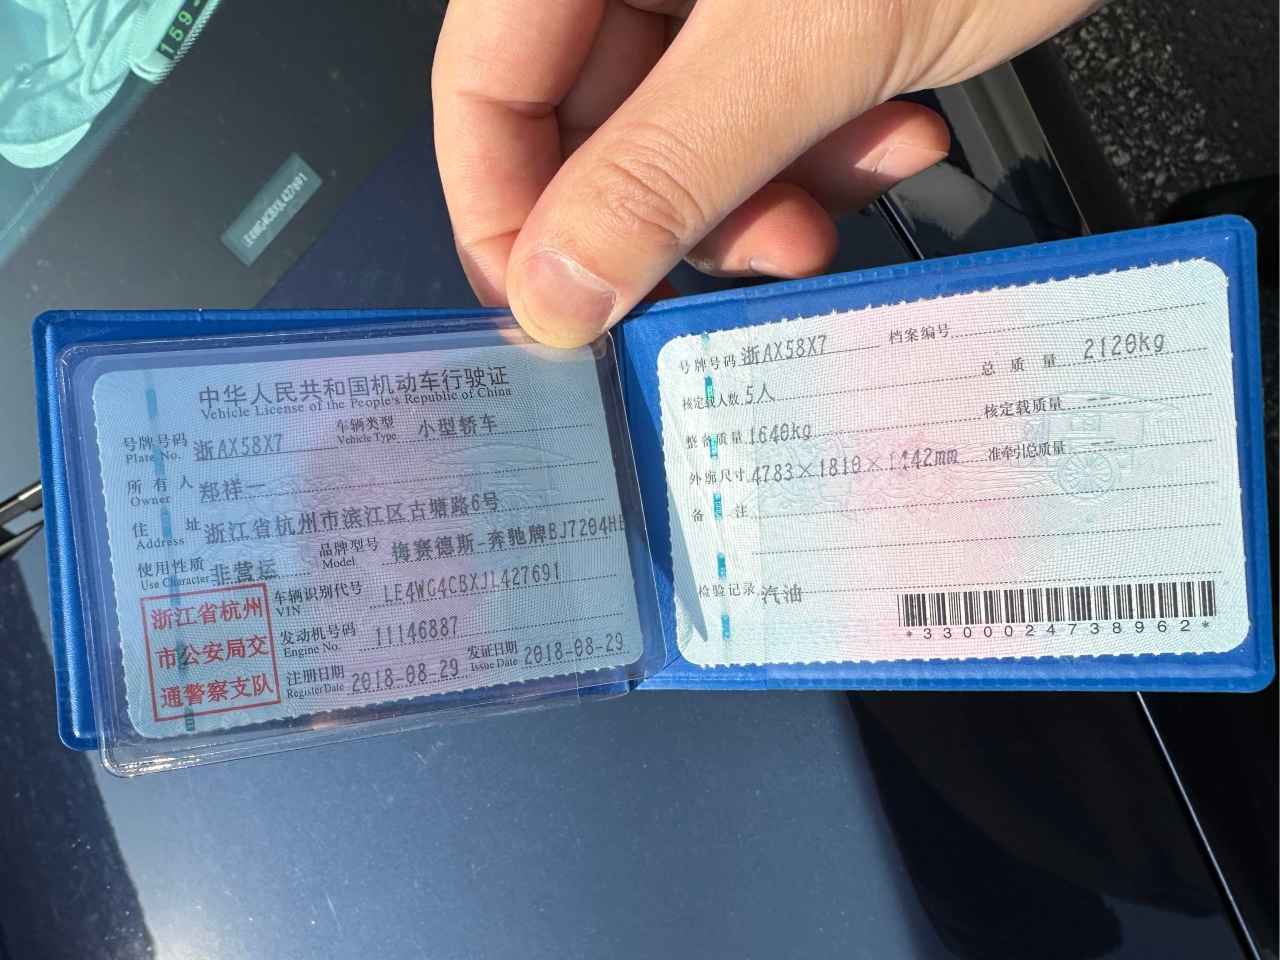 159-
LE4WG4CBXJL427691
中华人民共和国机动车行驶证
Vehicle License of the People's Republic of China
号牌号码 浙AX58X7 车辆类型 小型轿车
Plate No. Vehicle Type
所有人 郑祥一
Owner
住址 浙江省杭州市滨江区古塘路6号
Address
使用性质 非营运 品牌型号 梅赛德斯-奔驰牌BJ7204H
Use Character Model
浙江省杭州
市公安局交
通警察支队
车辆识别代号 LE4WG4CBXJL427691
VIN
发动机号码 11146887
Engine No.
注册日期 2018-08-29 发证日期 2018-08-29
Register Date Issue Date
号牌号码 浙AX58X7 档案编号
核定载人数 5人 总质量 2120kg
整备质量 1640kg 核定载质量 --
外廓尺寸 4783×1810×1442mm 准牵引总质量 --
备注
检验记录 汽油
*3300024738962*